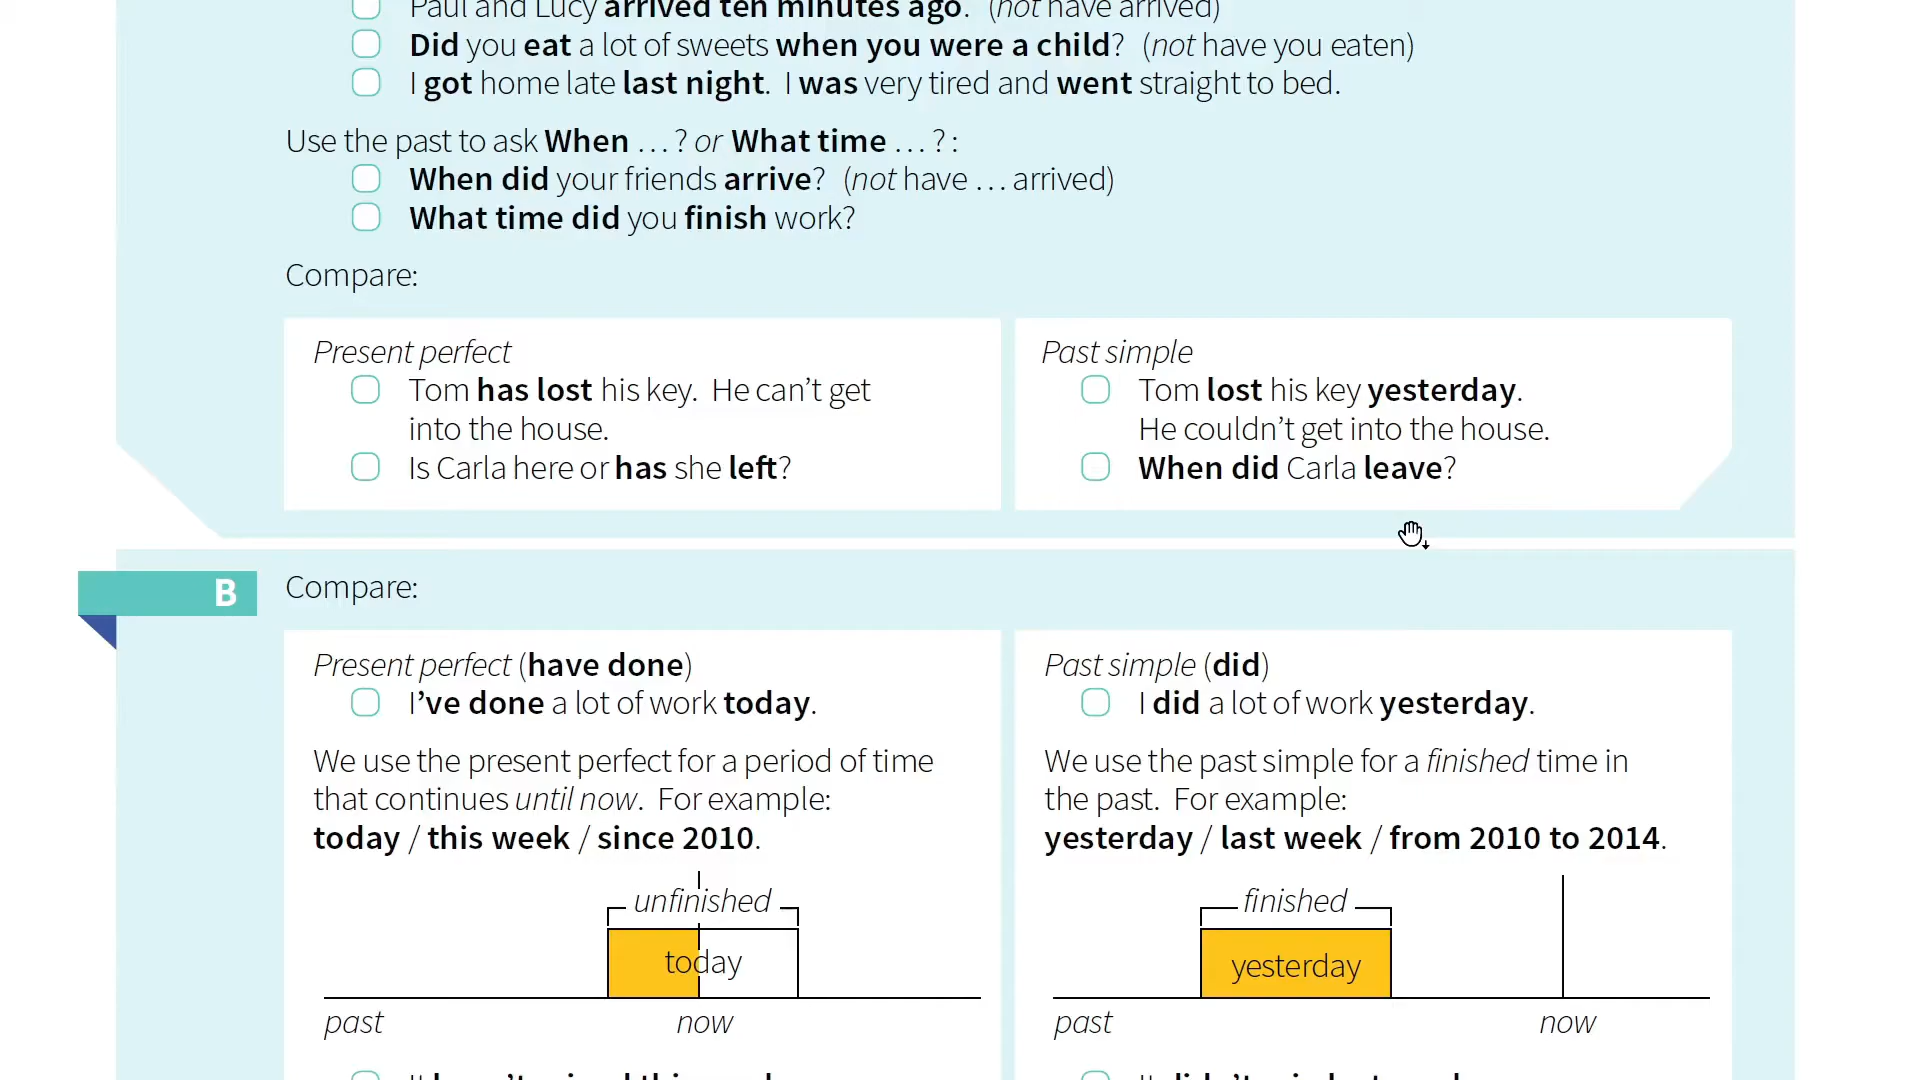 Paul and Lucy arrived ten minutes ago. (not have arrived)
Did you eat a lot of sweets when you were a child? (not have you eaten)
I got home late last night. I was very tired and went straight to bed.
Use the past to ask When … ? or What time … ? :
When did your friends arrive? (not have … arrived)
What time did you finish work?
Compare:
Present perfect
Tom has lost his key. He can’t get
into the house.
Is Carla here or has she left?
Past simple
Tom lost his key yesterday.
He couldn’t get into the house.
When did Carla leave?
B
Compare:
Present perfect (have done)
I’ve done a lot of work today.
We use the present perfect for a period of time
that continues until now. For example:
today / this week / since 2010.
unfinished
today
past now
Past simple (did)
I did a lot of work yesterday.
We use the past simple for a finished time in
the past. For example:
yesterday / last week / from 2010 to 2014.
finished
yesterday
past now